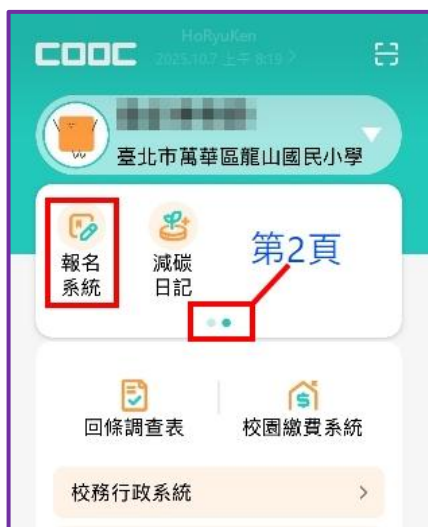 HoRyuKen
COOC
2025.10.7 上午 8:19
臺北市萬華區龍山國民小學
報名
系統
減碳
日記
第2頁
回條調查表
校園繳費系統
校務行政系統